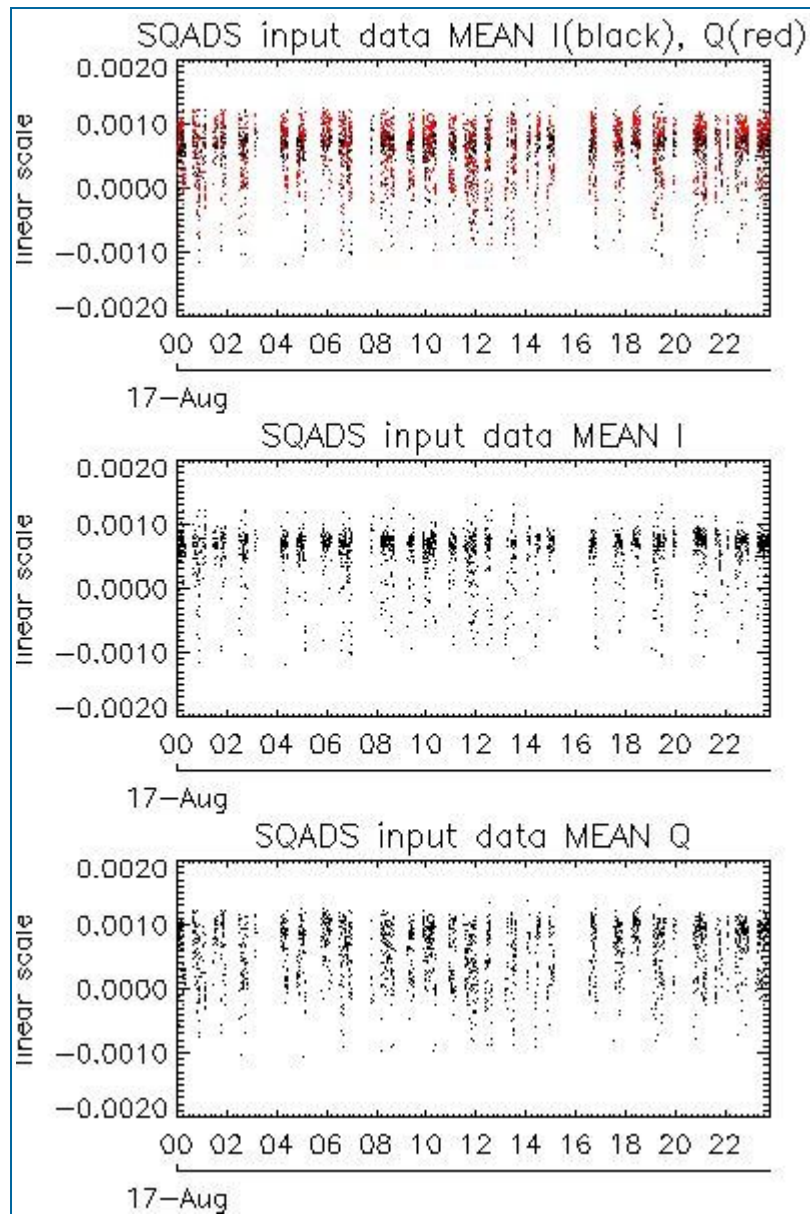 SQADS input data MEAN I(black), Q(red)
0.0020
0.0010
0.0000
−0.0010
−0.0020
linear scale
00 02 04 06 08 10 12 14 16 18 20 22
17−Aug
SQADS input data MEAN I
0.0020
0.0010
0.0000
−0.0010
−0.0020
linear scale
00 02 04 06 08 10 12 14 16 18 20 22
17−Aug
SQADS input data MEAN Q
0.0020
0.0010
0.0000
−0.0010
−0.0020
linear scale
00 02 04 06 08 10 12 14 16 18 20 22
17−Aug